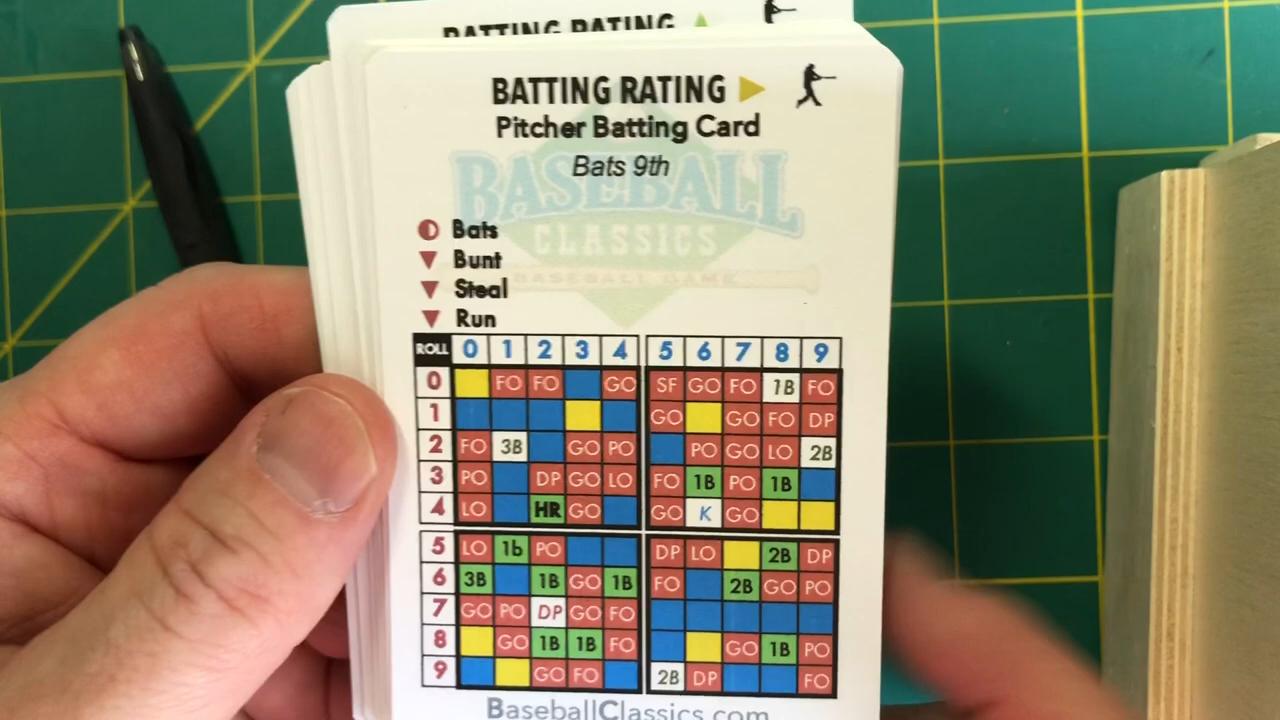 BATTING RATING
BATTING RATING
Pitcher Batting Card
Bats 9th
BASEBALL
CLASSICS
BASEBALL GAME
Bats
Bunt
Steal
Run
ROLL 0 1 2 3 4 5 6 7 8 9
0 FO FO GO SF GO FO 1B FO
1 GO GO FO DP
2 FO 3B GO PO PO GO LO 2B
3 PO DP GO LO FO 1B PO 1B
4 LO HR GO GO K GO
5 LO 1b PO DP LO 2B DP
6 3B 1B GO 1B FO 2B GO PO
7 GO PO DP GO FO
8 GO 1B 1B FO GO 1B PO
9 GO FO 2B DP FO
BaseballClassics.com